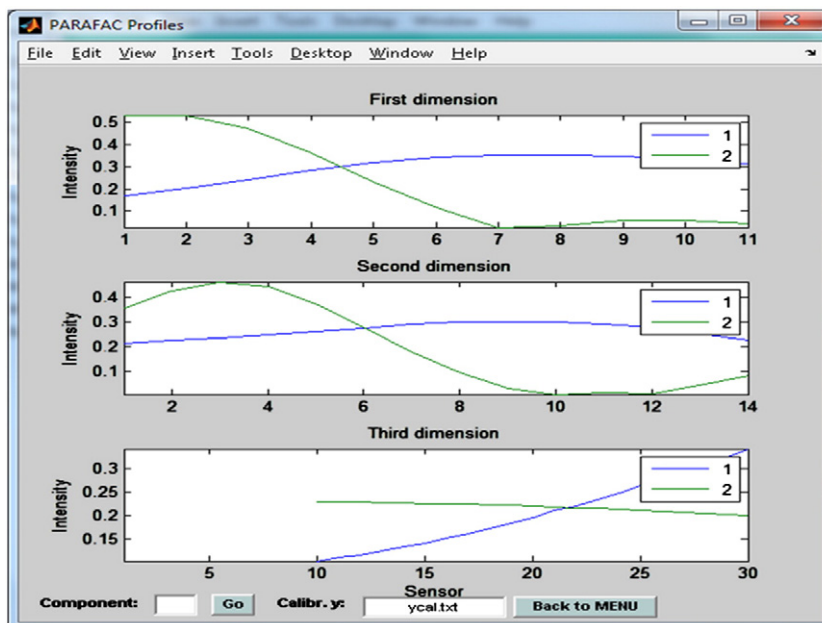 PARAFAC Profiles
File Edit View Insert Tools Desktop Window Help
First dimension
Intensity
0.5
0.4
0.3
0.2
0.1
1 2 3 4 5 6 7 8 9 10 11
1
2
Second dimension
Intensity
0.4
0.3
0.2
0.1
2 4 6 8 10 12 14
1
2
Third dimension
Intensity
0.3
0.25
0.2
0.15
5 10 15 20 25 30
1
2
Sensor
Component: Go Calibr. y: ycal.txt Back to MENU